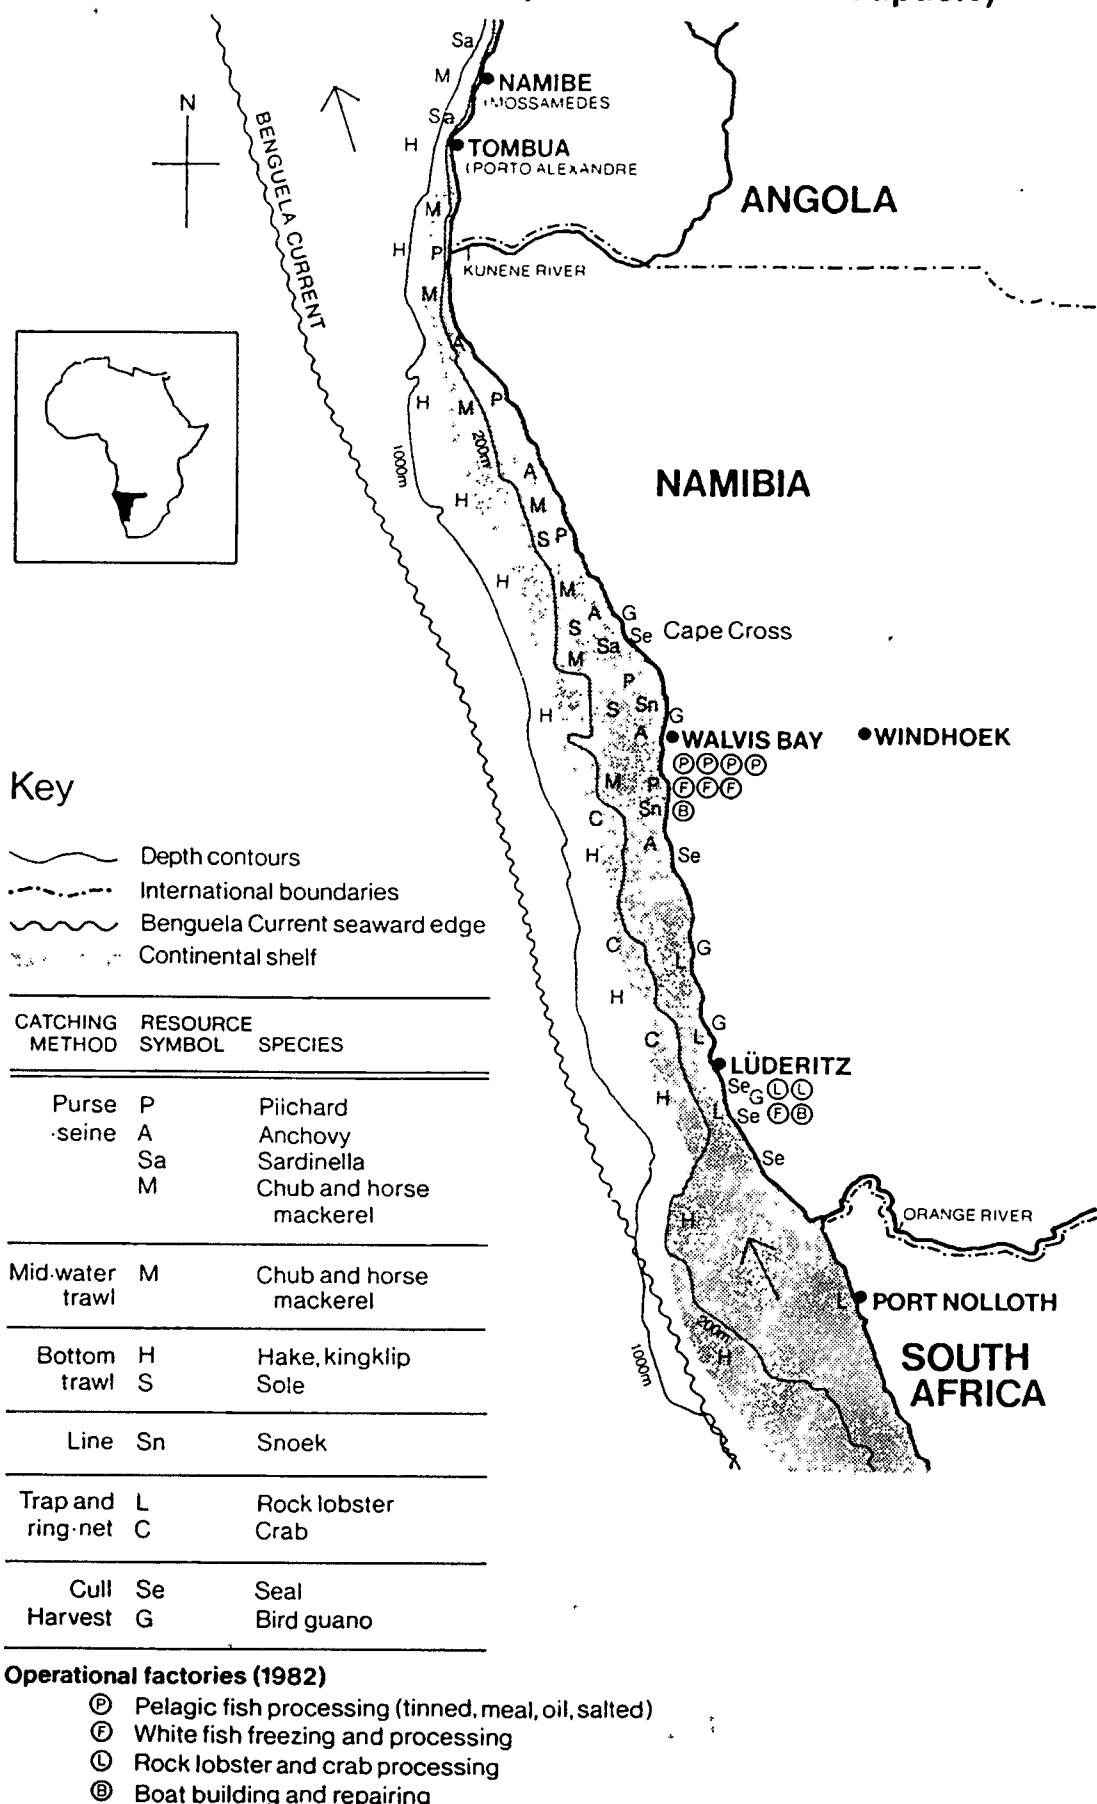 Sa
M
NAMIBE
(MOSSAMEDES
Sa
H
TOMBUA
(PORTO ALEXANDRE
N
BENGUELA CURRENT
ANGOLA
M
H
P
KUNENE RIVER
M
A
H
M
P
200m
1000m
A
NAMIBIA
H
M
S
P
H
M
A
G
S
Se
Cape Cross
Sa
M
P
Sn
S
G
H
A
WALVIS BAY
WINDHOEK
P P P P
M
P
F F F
Sn
B
C
A
H
Se
C
G
L
H
G
C
L
LÜDERITZ
Se
G
L L
H
L
Se
F B
Se
H
ORANGE RIVER
L
PORT NOLLOTH
200m
H
1000m
SOUTH
AFRICA
Key
Depth contours
International boundaries
Benguela Current seaward edge
Continental shelf
CATCHING RESOURCE
METHOD SYMBOL SPECIES
Purse P Piichard
·seine A Anchovy
Sa Sardinella
M Chub and horse
mackerel
Mid·water M Chub and horse
trawl mackerel
Bottom H Hake, kingklip
trawl S Sole
Line Sn Snoek
Trap and L Rock lobster
ring·net C Crab
Cull Se Seal
Harvest G Bird guano
Operational factories (1982)
P Pelagic fish processing (tinned, meal, oil, salted)
F White fish freezing and processing
L Rock lobster and crab processing
B Boat building and repairing